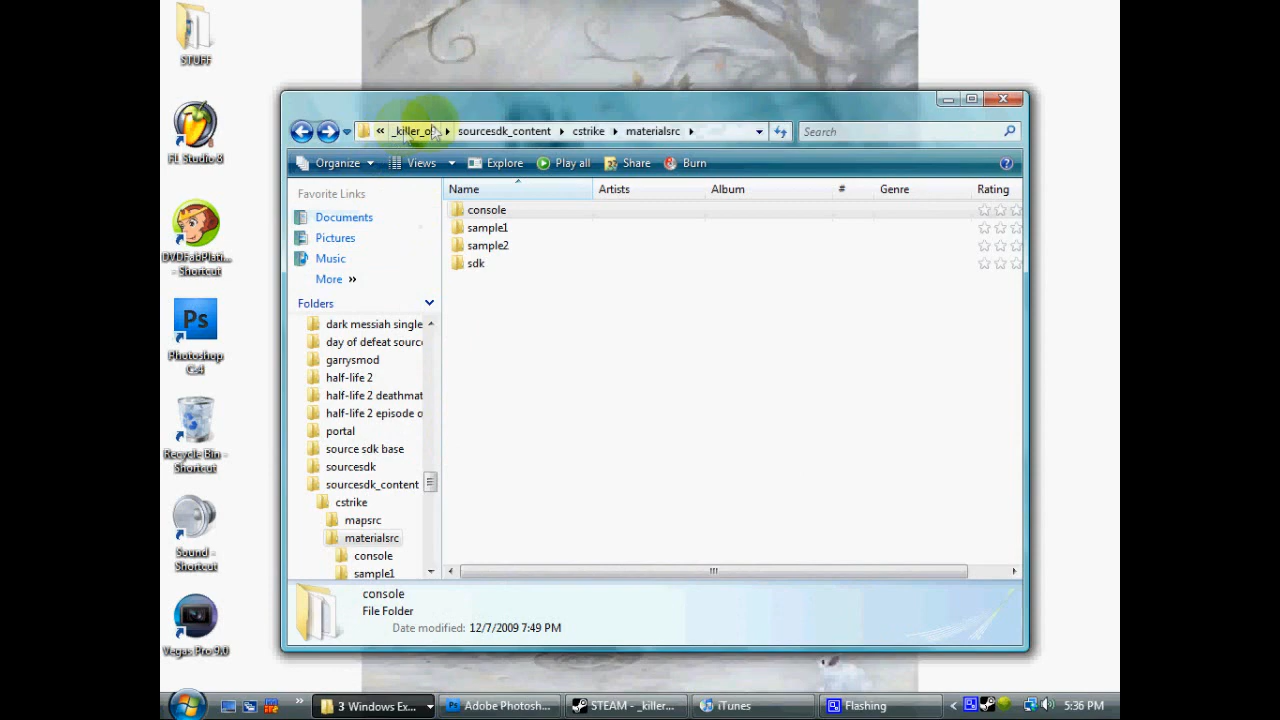 STUFF
FL Studio 8
DVDFabPlati... - Shortcut
Ps
Photoshop C4
Recycle Bin - Shortcut
Sound - Shortcut
Vegas Pro 9.0
« _killer_o ▸ sourcesdk_content ▸ cstrike ▸ materialsrc ▸
Search
Organize Views Explore Play all Share Burn
Favorite Links
Documents
Pictures
Music
More »
Folders
dark messiah single
day of defeat sourc
garrysmod
half-life 2
half-life 2 deathmat
half-life 2 episode o
portal
source sdk base
sourcesdk
sourcesdk_content
cstrike
mapsrc
materialsrc
console
sample1
Name Artists Album # Genre Rating
console
sample1
sample2
sdk
console
File Folder
Date modified: 12/7/2009 7:49 PM
» 3 Windows Ex... Adobe Photosh... STEAM - _killer... iTunes Flashing < 5:36 PM